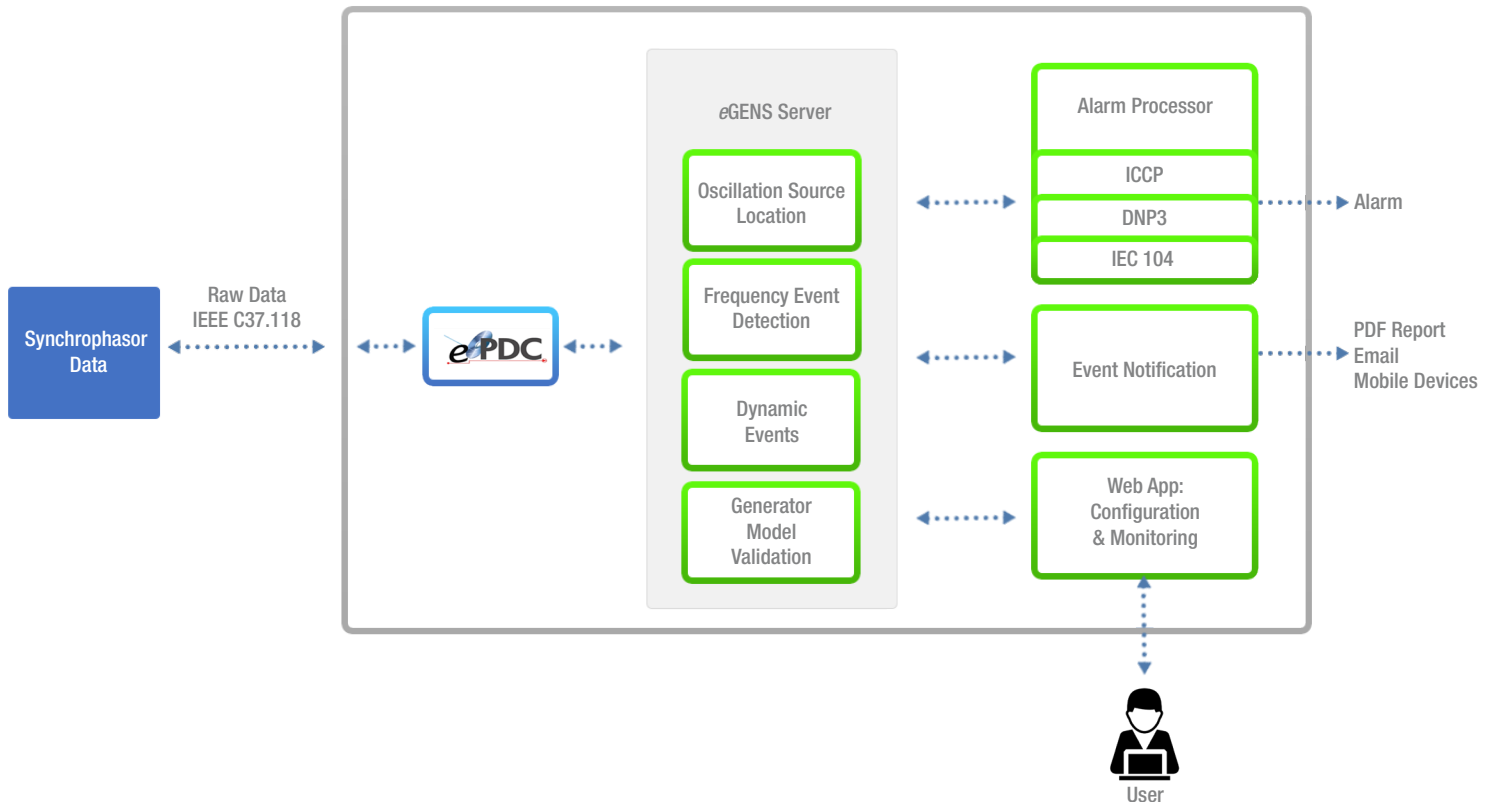 Synchrophasor
Data
Raw Data
IEEE C37.118
ePDC
eGENS Server
Oscillation Source
Location
Frequency Event
Detection
Dynamic
Events
Generator
Model
Validation
Alarm Processor
ICCP
DNP3
IEC 104
Event Notification
Web App:
Configuration
& Monitoring
Alarm
PDF Report
Email
Mobile Devices
User